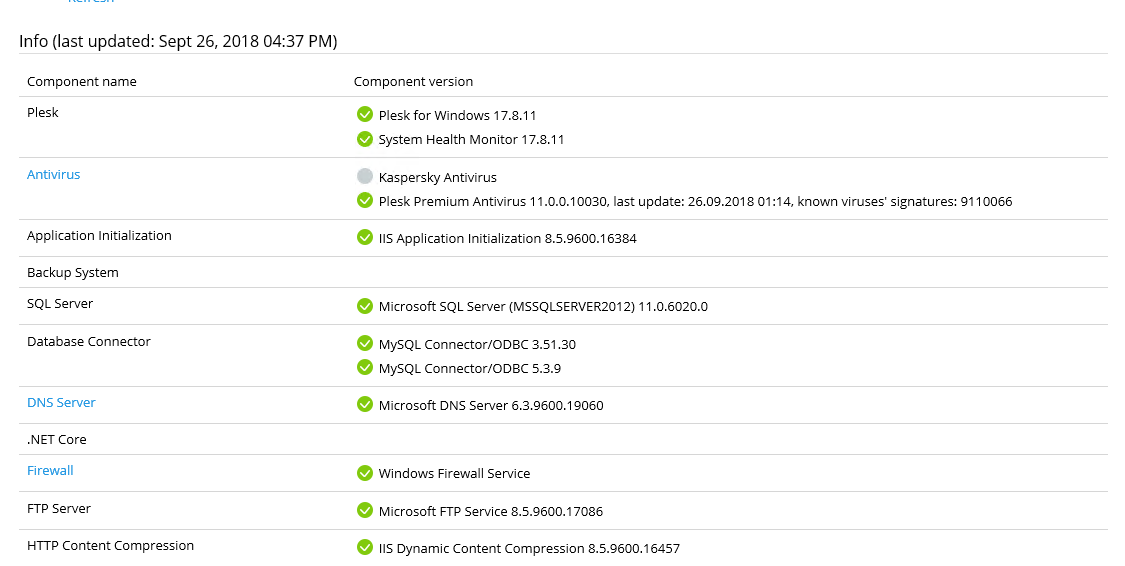 Refresh
Info (last updated: Sept 26, 2018 04:37 PM)
Component name Component version
Plesk Plesk for Windows 17.8.11
System Health Monitor 17.8.11
Antivirus Kaspersky Antivirus
Plesk Premium Antivirus 11.0.0.10030, last update: 26.09.2018 01:14, known viruses' signatures: 9110066
Application Initialization IIS Application Initialization 8.5.9600.16384
Backup System
SQL Server Microsoft SQL Server (MSSQLSERVER2012) 11.0.6020.0
Database Connector MySQL Connector/ODBC 3.51.30
MySQL Connector/ODBC 5.3.9
DNS Server Microsoft DNS Server 6.3.9600.19060
.NET Core
Firewall Windows Firewall Service
FTP Server Microsoft FTP Service 8.5.9600.17086
HTTP Content Compression IIS Dynamic Content Compression 8.5.9600.16457